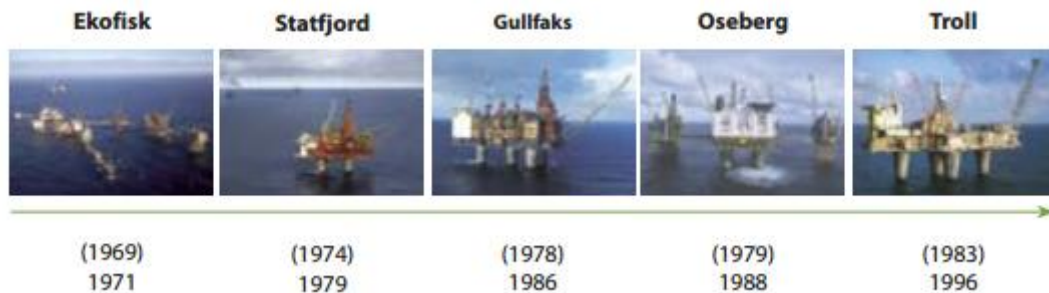 Ekofisk Statfjord Gullfaks Oseberg Troll
(1969) (1974) (1978) (1979) (1983)
1971 1979 1986 1988 1996